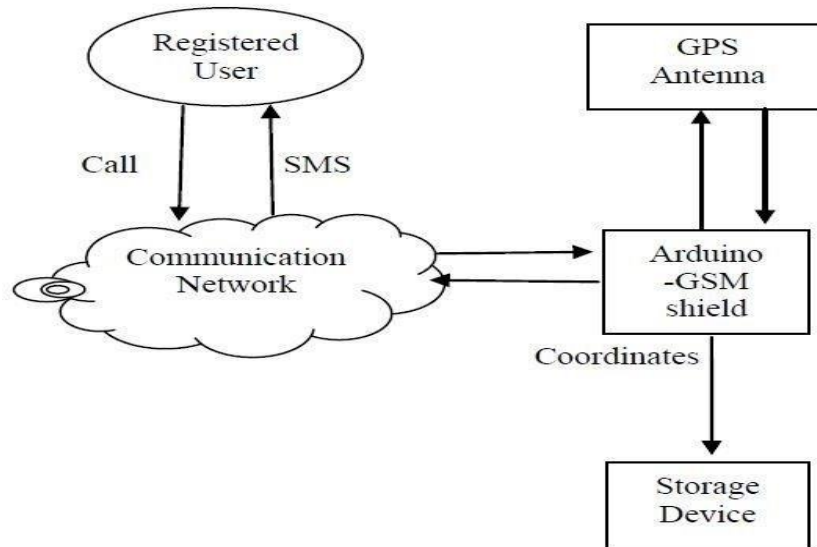 Registered
User
GPS
Antenna
Call
SMS
Communication
Network
Arduino
-GSM
shield
Coordinates
Storage
Device